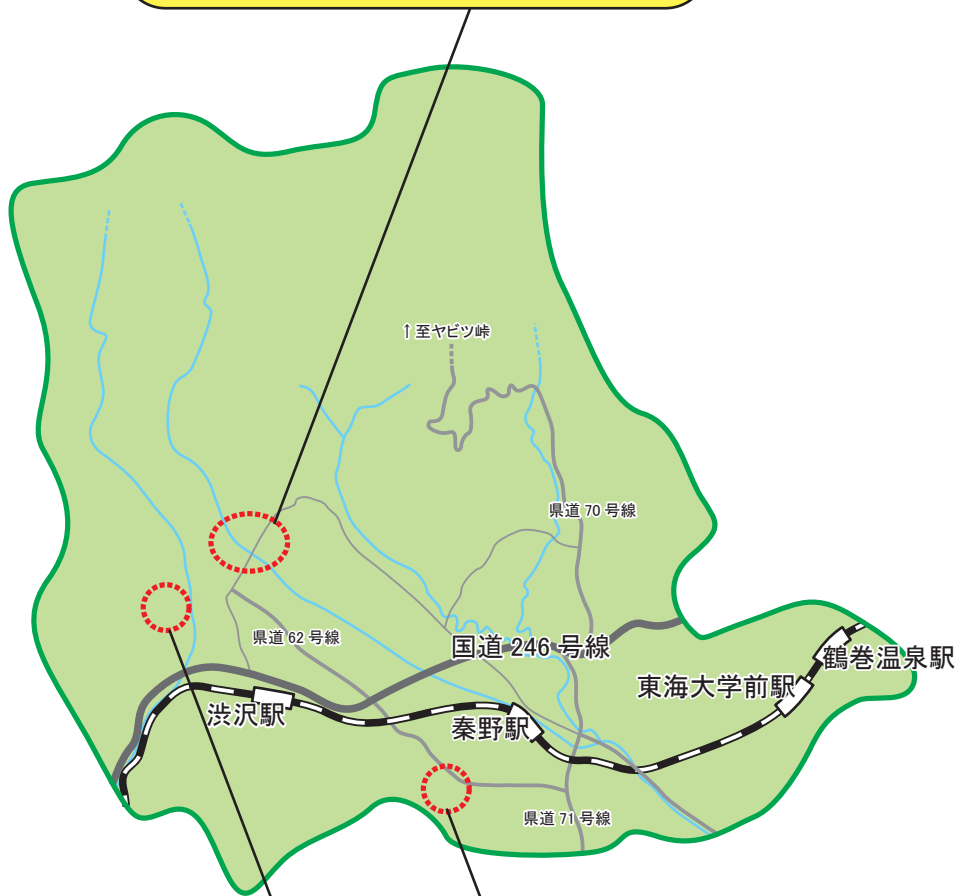 ↑至ヤビツ峠
県道 70 号線
県道 62 号線
国道 246 号線
鶴巻温泉駅
東海大学前駅
渋沢駅
秦野駅
県道 71 号線